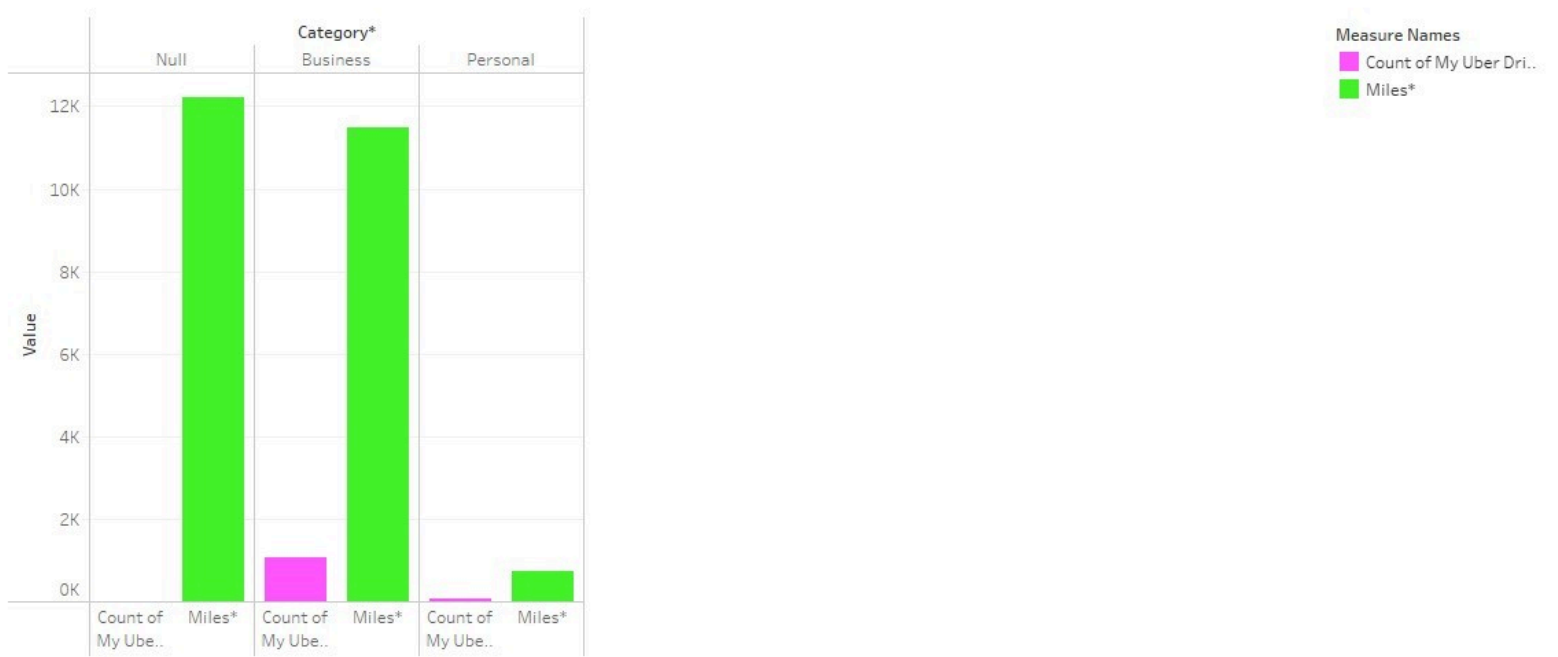 Category*
Null Business Personal
12K
10K
8K
6K
4K
2K
0K
Value
Count of Miles* Count of Miles* Count of Miles*
My Ube.. My Ube.. My Ube..
Measure Names
Count of My Uber Dri..
Miles*